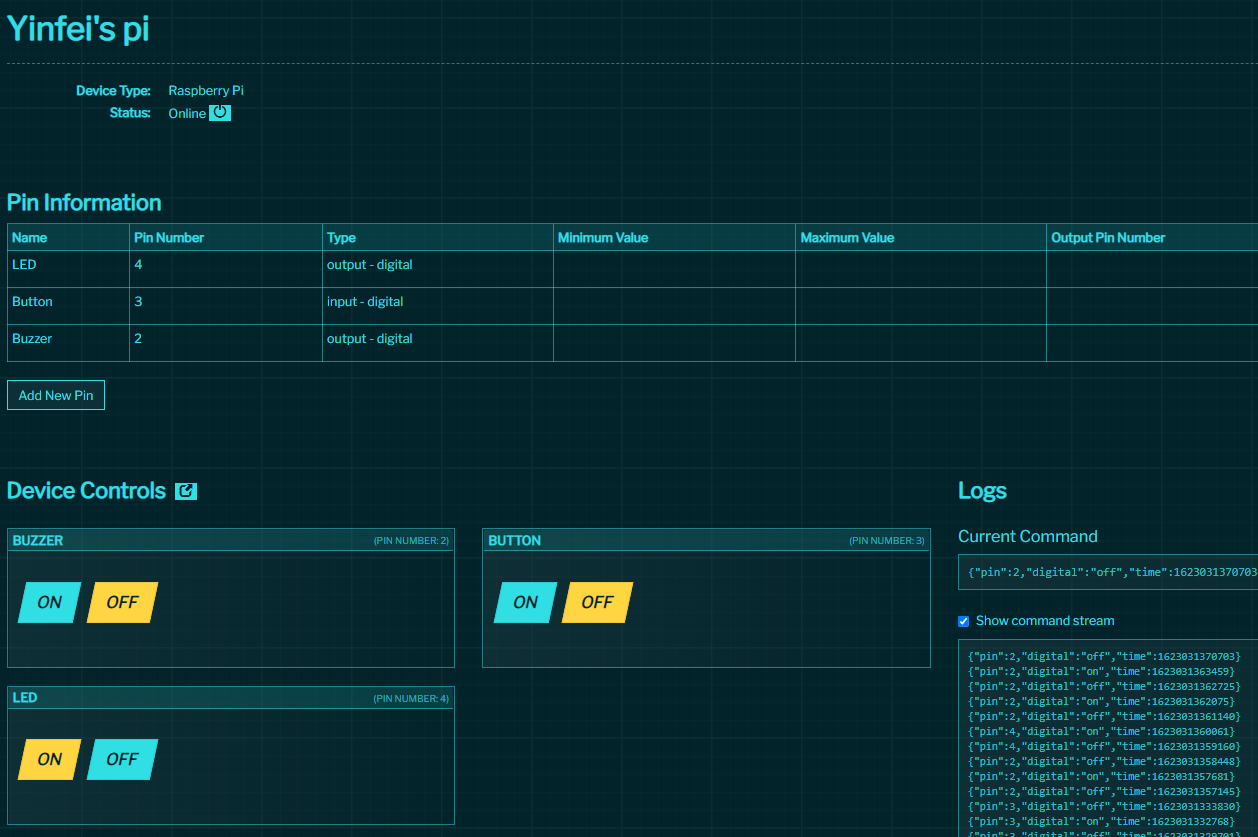 Yinfei's pi
Device Type: Raspberry Pi
Status: Online
Pin Information
Name Pin Number Type Minimum Value Maximum Value Output Pin Number
LED 4 output - digital
Button 3 input - digital
Buzzer 2 output - digital
Add New Pin
Device Controls
BUZZER (PIN NUMBER: 2)
ON OFF
BUTTON (PIN NUMBER: 3)
ON OFF
LED (PIN NUMBER: 4)
ON OFF
Logs
Current Command
{"pin":2,"digital":"off","time":1623031370703
Show command stream
{"pin":2,"digital":"off","time":1623031370703}
{"pin":2,"digital":"on","time":1623031363459}
{"pin":2,"digital":"off","time":1623031362725}
{"pin":2,"digital":"on","time":1623031362075}
{"pin":2,"digital":"off","time":1623031361140}
{"pin":4,"digital":"on","time":1623031360061}
{"pin":4,"digital":"off","time":1623031359160}
{"pin":2,"digital":"off","time":1623031358448}
{"pin":2,"digital":"on","time":1623031357681}
{"pin":2,"digital":"off","time":1623031357145}
{"pin":3,"digital":"off","time":1623031333830}
{"pin":3,"digital":"on","time":1623031332768}
{"pin":3,"digital":"off","time":1623031329701}